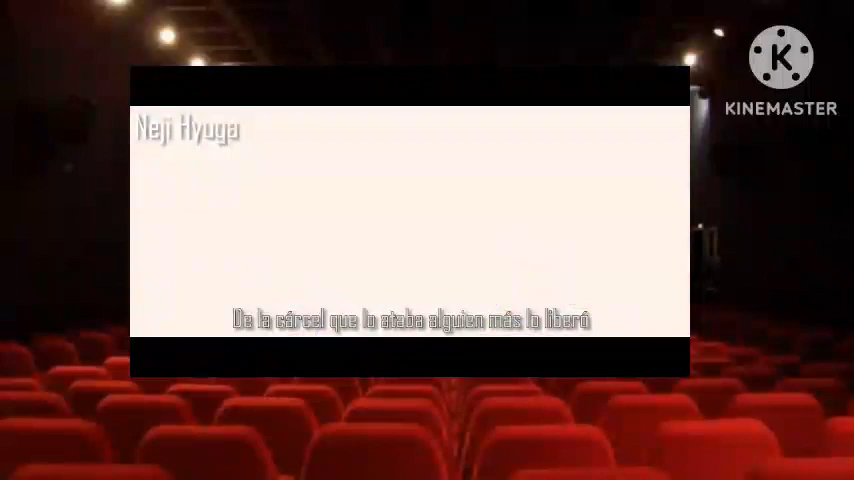 Neji Hyuga
KINEMASTER
De la cárcel que lo ataba alguien más lo liberó